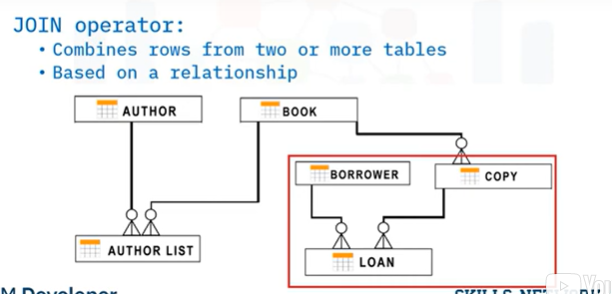 JOIN operator:
• Combines rows from two or more tables
• Based on a relationship
AUTHOR
BOOK
BORROWER
COPY
AUTHOR LIST
LOAN